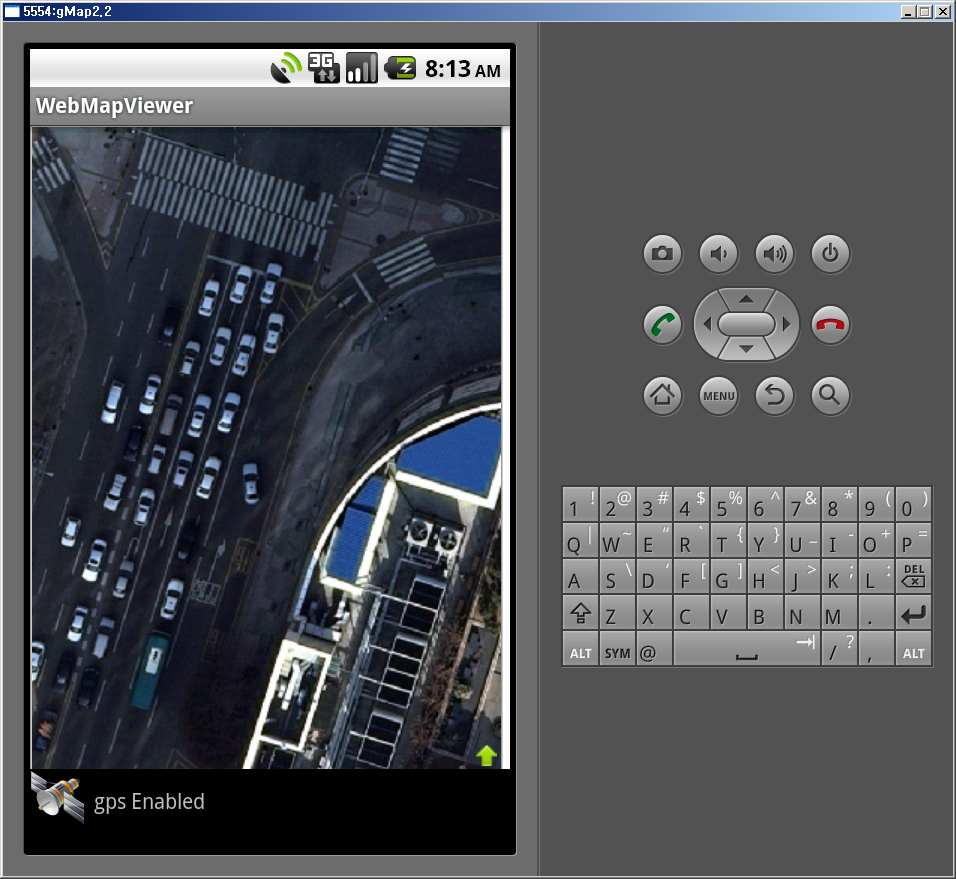 5554:gMap2.2
3G 8:13 AM
WebMapViewer
gps Enabled
MENU
1 ! 2 @ 3 # 4 $ 5 % 6 ^ 7 & 8 * 9 ( 0 )
Q | W ~ E " R ` T { Y } U _ I - O + P =
A S \ D ' F [ G ] H < J > K ; L : DEL
Z X C V B N M .
ALT SYM @ / ? , ALT